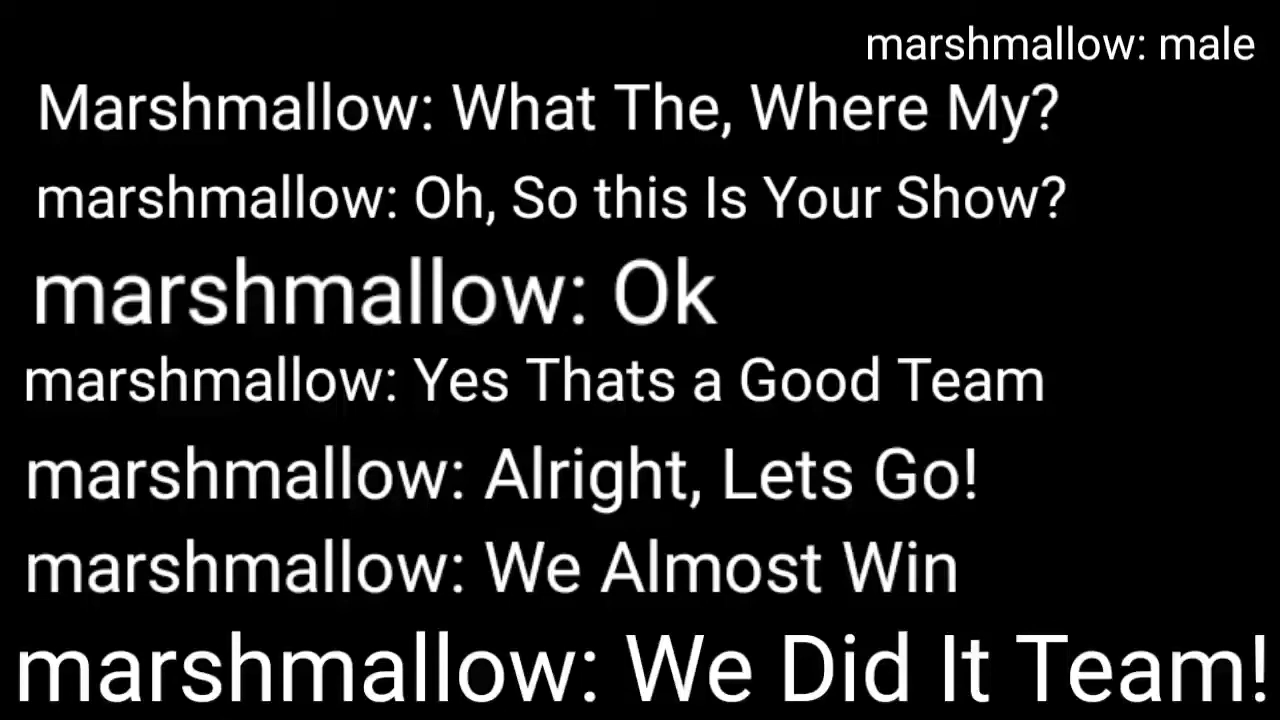 marshmallow: male
Marshmallow: What The, Where My?
marshmallow: Oh, So this Is Your Show?
marshmallow: Ok
marshmallow: Yes Thats a Good Team
marshmallow: Alright, Lets Go!
marshmallow: We Almost Win
marshmallow: We Did It Team!